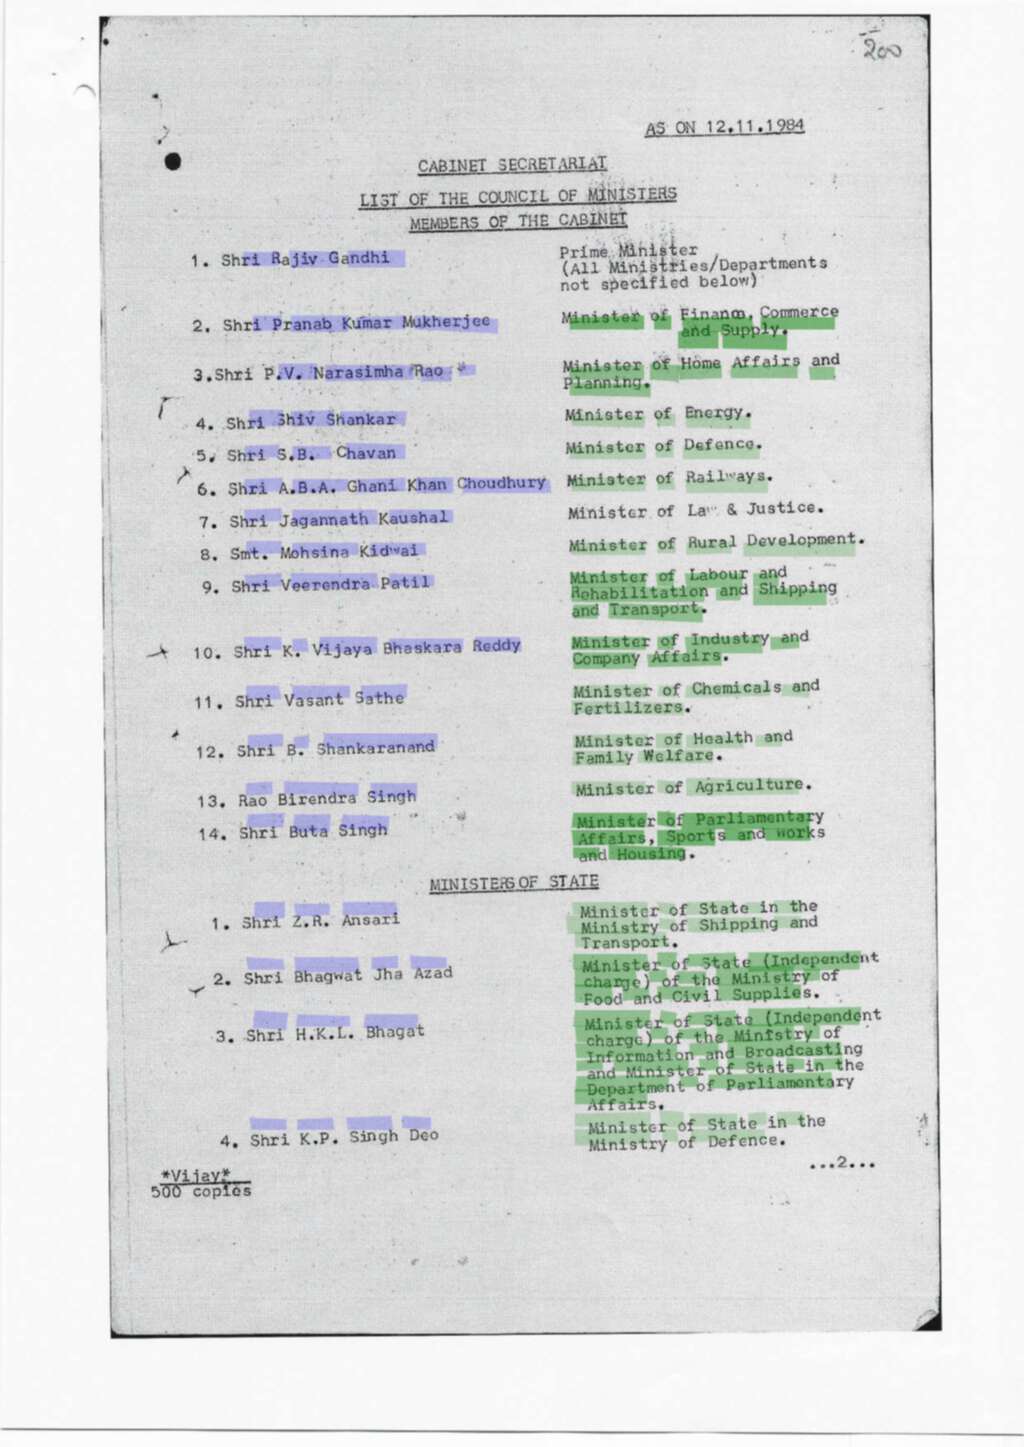 200
AS ON 12.11.1984
CABINET SECRETARIAT
LIST OF THE COUNCIL OF MINISTERS
MEMBERS OF THE CABINET
1. Shri Rajiv Gandhi Prime Minister
(All Ministries/Departments
not specified below)
2. Shri Pranab Kumar Mukherjee Minister of Finance, Commerce
and Supply.
3.Shri P.V. Narasimha Rao Minister of Home Affairs and
Planning.
4. Shri Shiv Shankar Minister of Energy.
5. Shri S.B. Chavan Minister of Defence.
6. Shri A.B.A. Ghani Khan Choudhury Minister of Railways.
7. Shri Jagannath Kaushal Minister of Law & Justice.
8. Smt. Mohsina Kidwai Minister of Rural Development.
9. Shri Veerendra Patil Minister of Labour and
Rehabilitation and Shipping
and Transport.
10. Shri K. Vijaya Bhaskara Reddy Minister of Industry and
Company Affairs.
11. Shri Vasant Sathe Minister of Chemicals and
Fertilizers.
12. Shri B. Shankaranand Minister of Health and
Family Welfare.
13. Rao Birendra Singh Minister of Agriculture.
14. Shri Buta Singh Minister of Parliamentary
Affairs, Sports and Works
and Housing.
MINISTERS OF STATE
1. Shri Z.R. Ansari Minister of State in the
Ministry of Shipping and
Transport.
2. Shri Bhagwat Jha Azad Minister of State (Independent
charge) of the Ministry of
Food and Civil Supplies.
3. Shri H.K.L. Bhagat Minister of State (Independent
charge) of the Ministry of
Information and Broadcasting
and Minister of State in the
Department of Parliamentary
Affairs.
4. Shri K.P. Singh Deo Minister of State in the
Ministry of Defence.
...2...
*Vijay*
500 copies